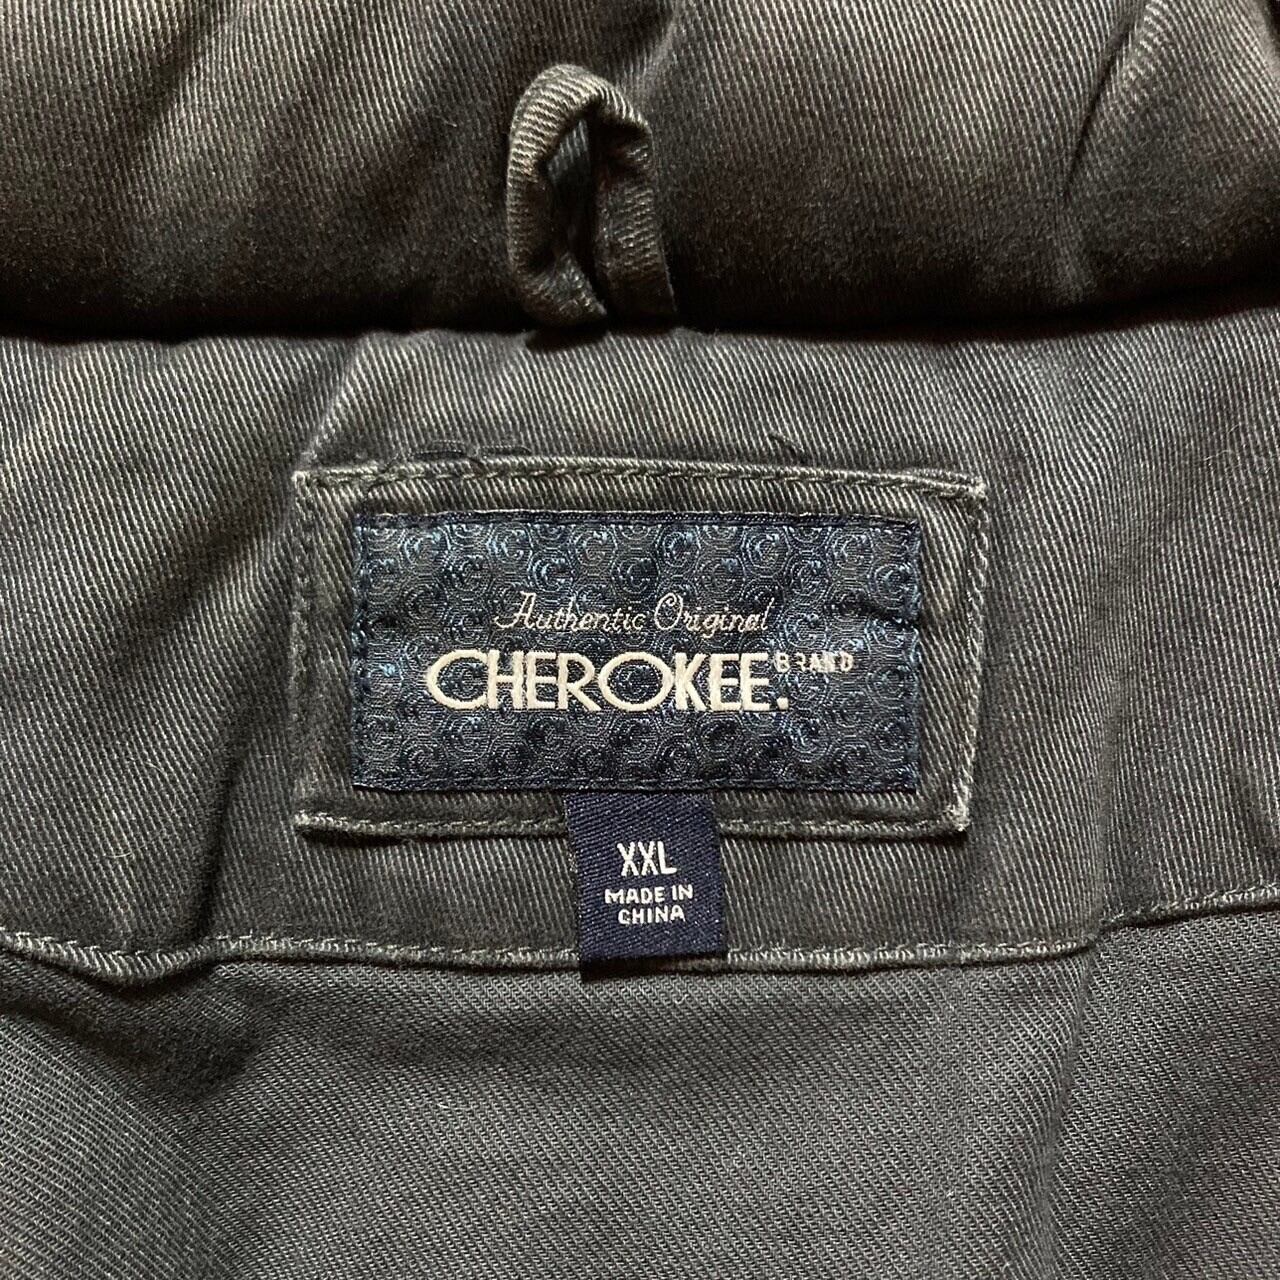 Authentic Original
CHEROKEE. BRAND
XXL
MADE IN
CHINA